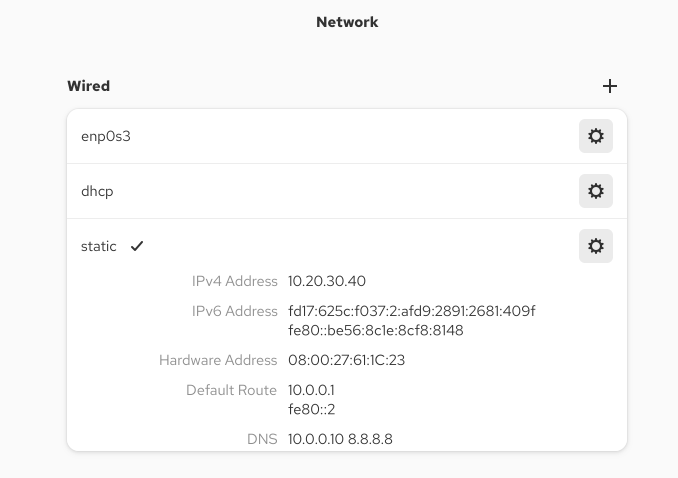 Network
Wired
enp0s3
dhcp
static
IPv4 Address 10.20.30.40
IPv6 Address fd17:625c:f037:2:afd9:2891:2681:409f
fe80::be56:8c1e:8cf8:8148
Hardware Address 08:00:27:61:1C:23
Default Route 10.0.0.1
fe80::2
DNS 10.0.0.10 8.8.8.8